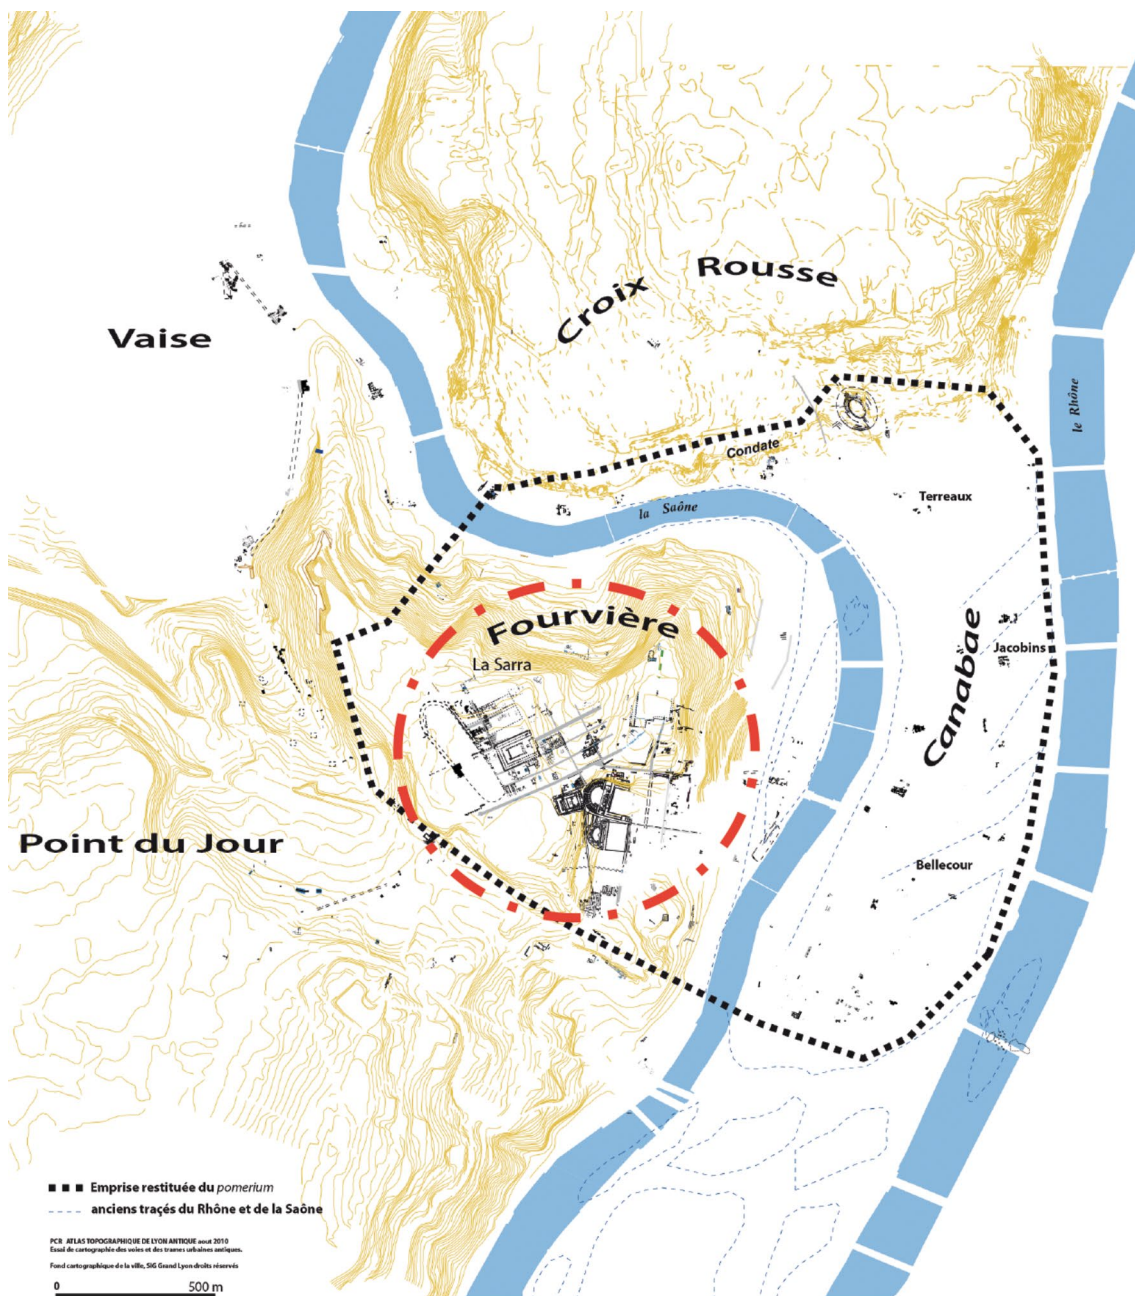 Croix Rousse
Vaise
le Rhône
Condate
Terreaux
la Saône
Fourvière
La Sarra
Canabae
Jacobins
Point du Jour
Bellecour
Emprise restituée du pomerium
anciens traçés du Rhône et de la Saône
PCR ATLAS TOPOGRAPHIQUE DE LYON ANTIQUE aout 2010
Essai de cartographie des voies et des trames urbaines antiques.
Fond cartographique de la ville, SIG Grand Lyon droits réservés
0 500 m